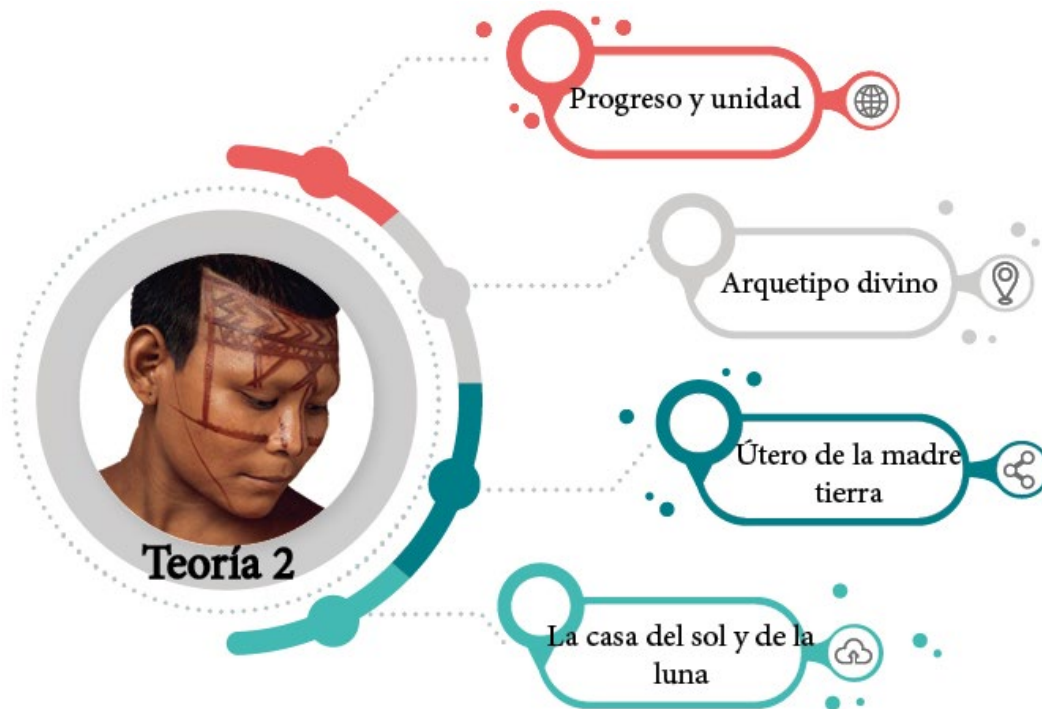 Progreso y unidad
Arquetipo divino
Útero de la madre
tierra
Teoría 2
La casa del sol y de la
luna